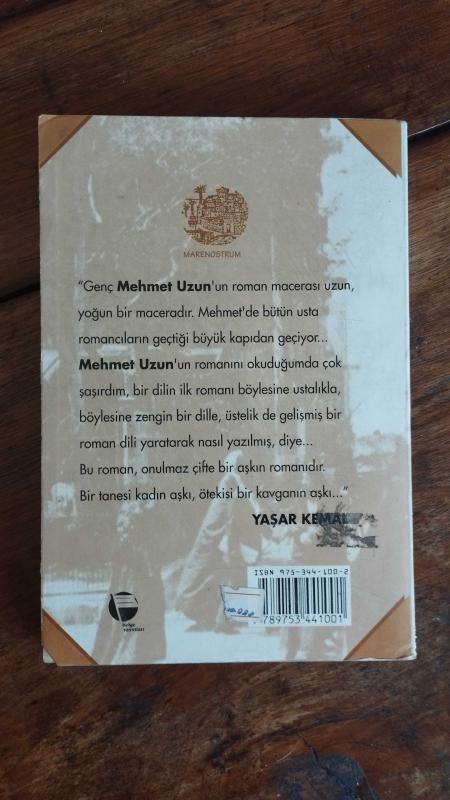 MARENOSTRUM
“Genç Mehmet Uzun'un roman macerası uzun,
yoğun bir maceradır. Mehmet'de bütün usta
romancıların geçtiği büyük kapıdan geçiyor...
Mehmet Uzun'un romanını okuduğumda çok
şaşırdım, bir dilin ilk romanı böylesine ustalıkla,
böylesine zengin bir dille, üstelik de gelişmiş bir
roman dili yaratarak nasıl yazılmış, diye...
Bu roman, onulmaz çifte bir aşkın romanıdır.
Bir tanesi kadın aşkı, ötekisi bir kavganın aşkı...”
YAŞAR KEMAL
ISBN 975-344-100-2
belge
yayınları
9789753441001